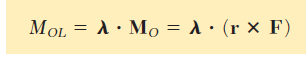 M_OL = λ · M_O = λ · (r × F)